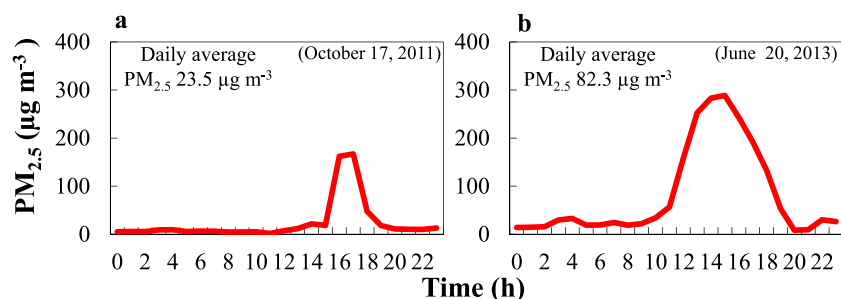 a
b
400
300
200
100
0
Daily average
PM2.5 23.5 µg m-3
(October 17, 2011)
0 2 4 6 8 10 12 14 16 18 20 22
400
300
200
100
0
Daily average
PM2.5 82.3 µg m-3
(June 20, 2013)
0 2 4 6 8 10 12 14 16 18 20 22
PM2.5 (µg m-3)
Time (h)